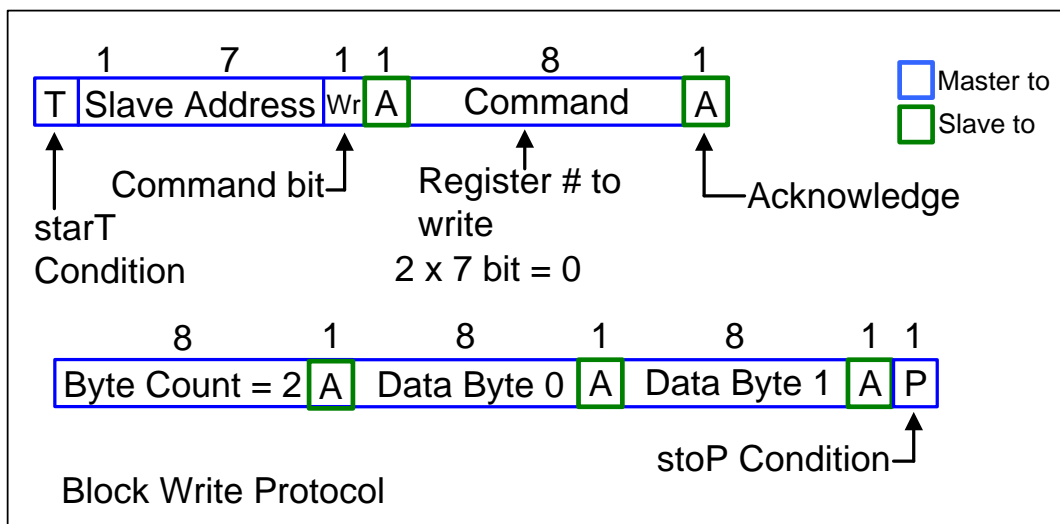 1 7 1 1 8 1
T Slave Address Wr A Command A
Master to
Slave to
Command bit
Register # to
write
2 x 7 bit = 0
Acknowledge
starT
Condition
8 1 8 1 8 1 1
Byte Count = 2 A Data Byte 0 A Data Byte 1 A P
stoP Condition
Block Write Protocol